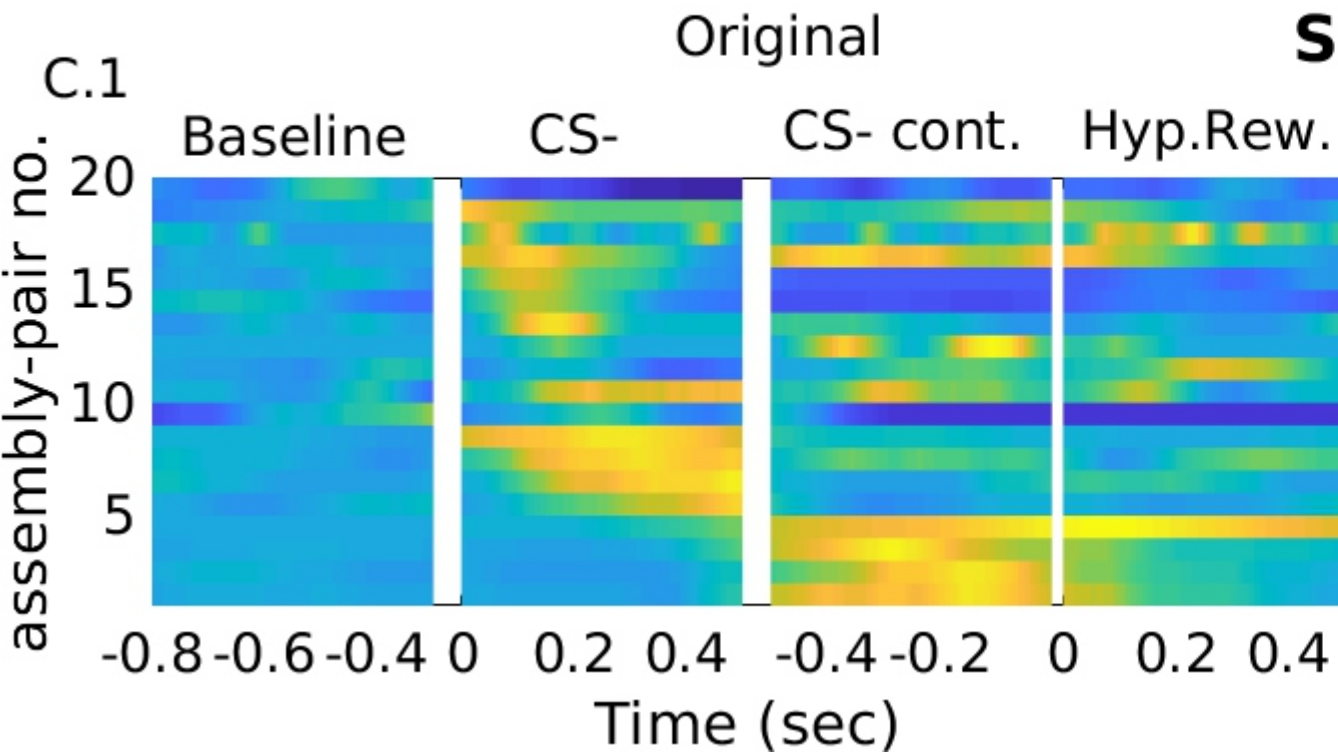 Original
S
C.1
Baseline CS- CS- cont. Hyp.Rew.
assembly-pair no.
20
15
10
5
-0.8 -0.6 -0.4 0 0.2 0.4 -0.4 -0.2 0 0.2 0.4
Time (sec)